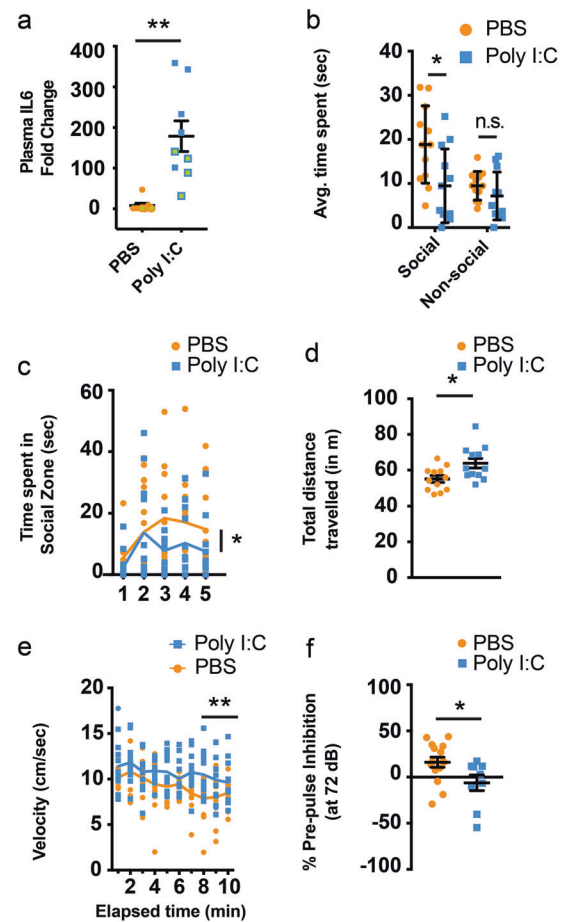 a
**
Plasma IL6
Fold Change
400
300
200
100
0
PBS
Poly I:C
b
PBS
Poly I:C
*
n.s.
Avg. time spent (sec)
40
30
20
10
0
Social
Non-social
c
PBS
Poly I:C
Time spent in
Social Zone (sec)
60
40
20
0
*
1 2 3 4 5
d
PBS
Poly I:C
*
Total distance
travelled (in m)
100
80
60
40
20
0
e
Poly I:C
PBS
**
Velocity (cm/sec)
20
15
10
5
0
2 4 6 8 10
Elapsed time (min)
f
PBS
Poly I:C
*
% Pre-pulse Inhibition
(at 72 dB)
100
50
0
-50
-100